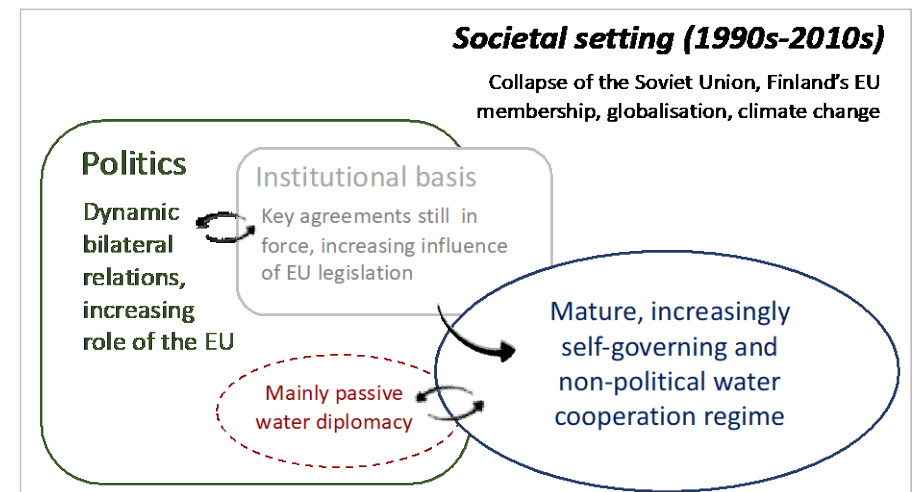 Societal setting (1990s-2010s)
Collapse of the Soviet Union, Finland's EU
membership, globalisation, climate change
Politics
Dynamic
bilateral
relations,
increasing
role of the EU
Institutional basis
Key agreements still in
force, increasing influence
of EU legislation
Mature, increasingly
self-governing and
non-political water
cooperation regime
Mainly passive
water diplomacy